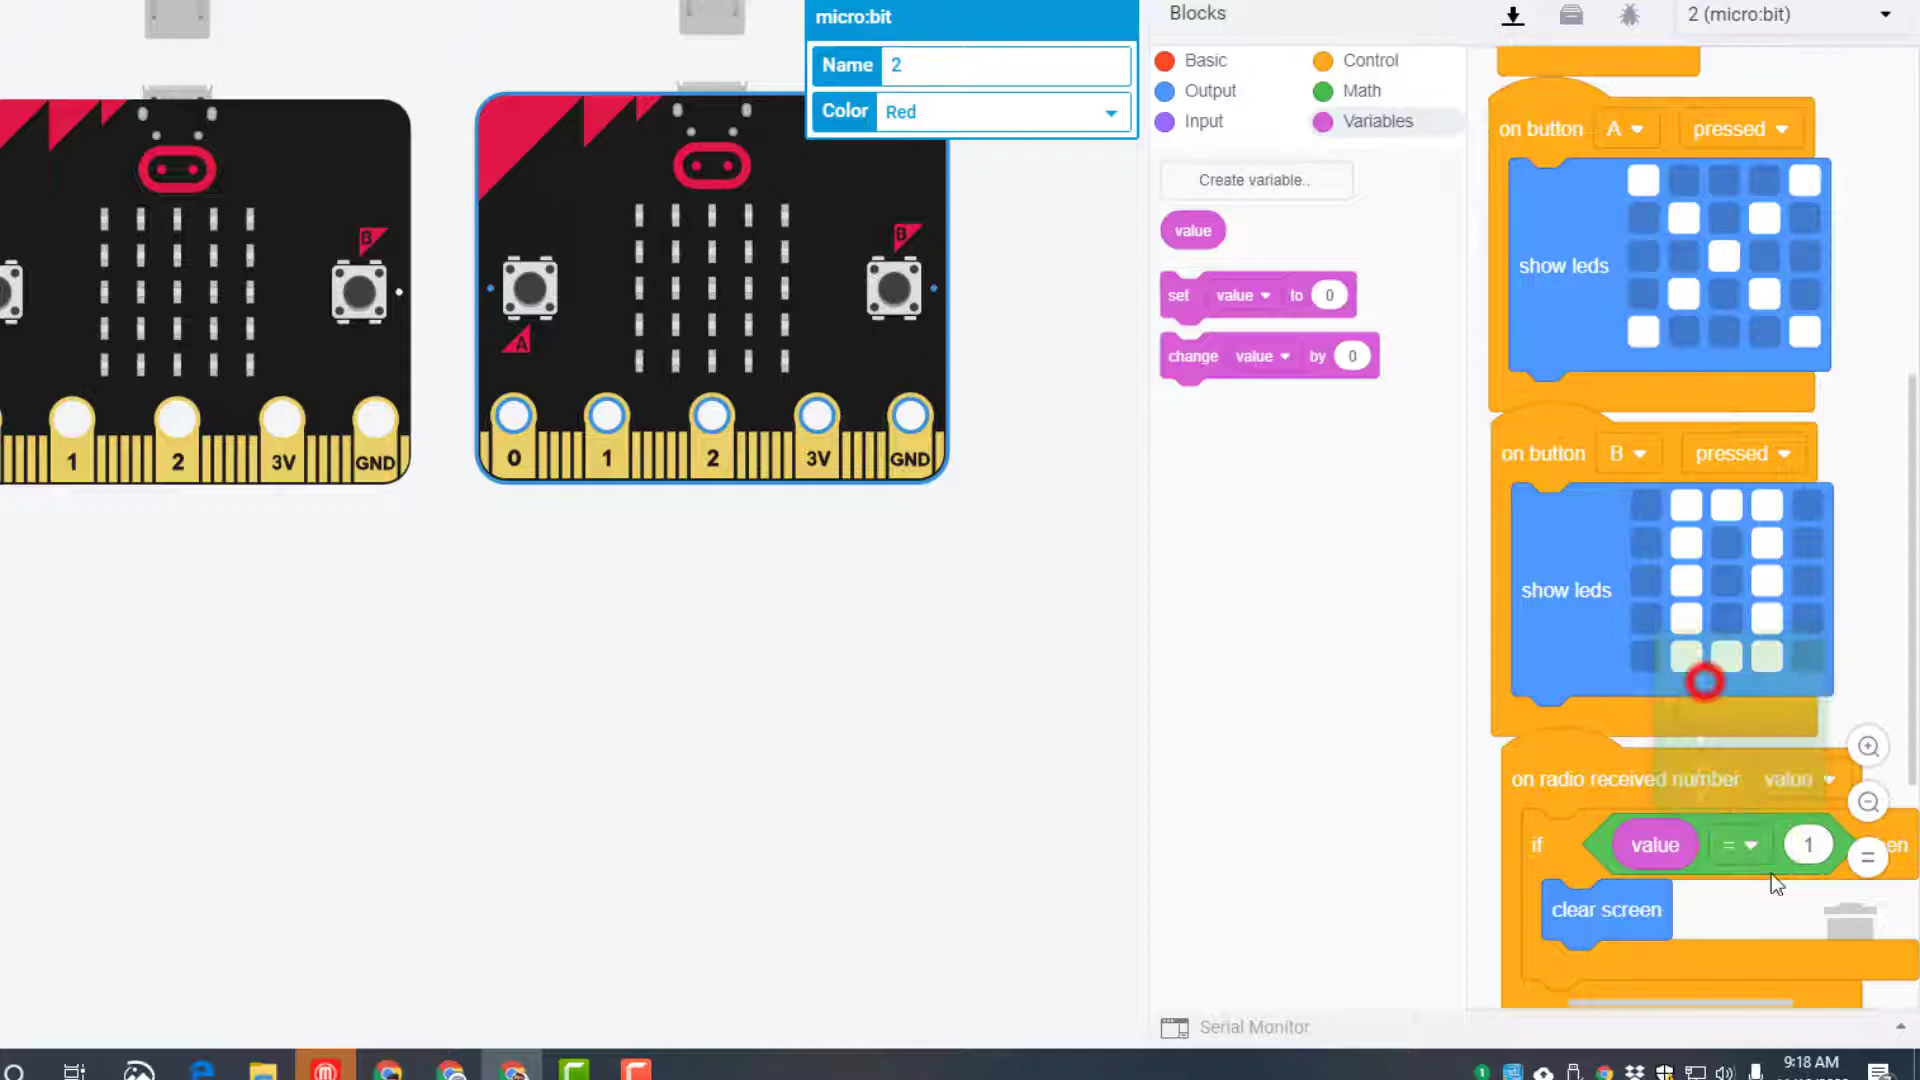 micro:bit
Name 2
Color Red
B
1 2 3V GND
B
A
0 1 2 3V GND
Blocks
2 (micro:bit)
Basic Control
Output Math
Input Variables
Create variable..
value
set value to 0
change value by 0
on button A pressed
show leds
on button B pressed
show leds
on radio received number value
if value = 1 en
clear screen
Serial Monitor
9:18 AM